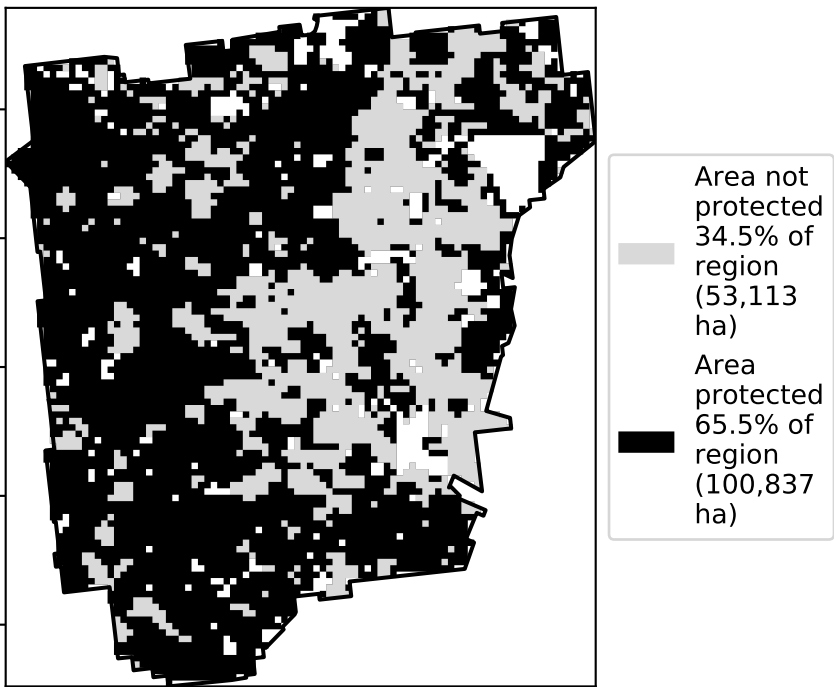 Area not
protected
34.5% of
region
(53,113
ha)
Area
protected
65.5% of
region
(100,837
ha)